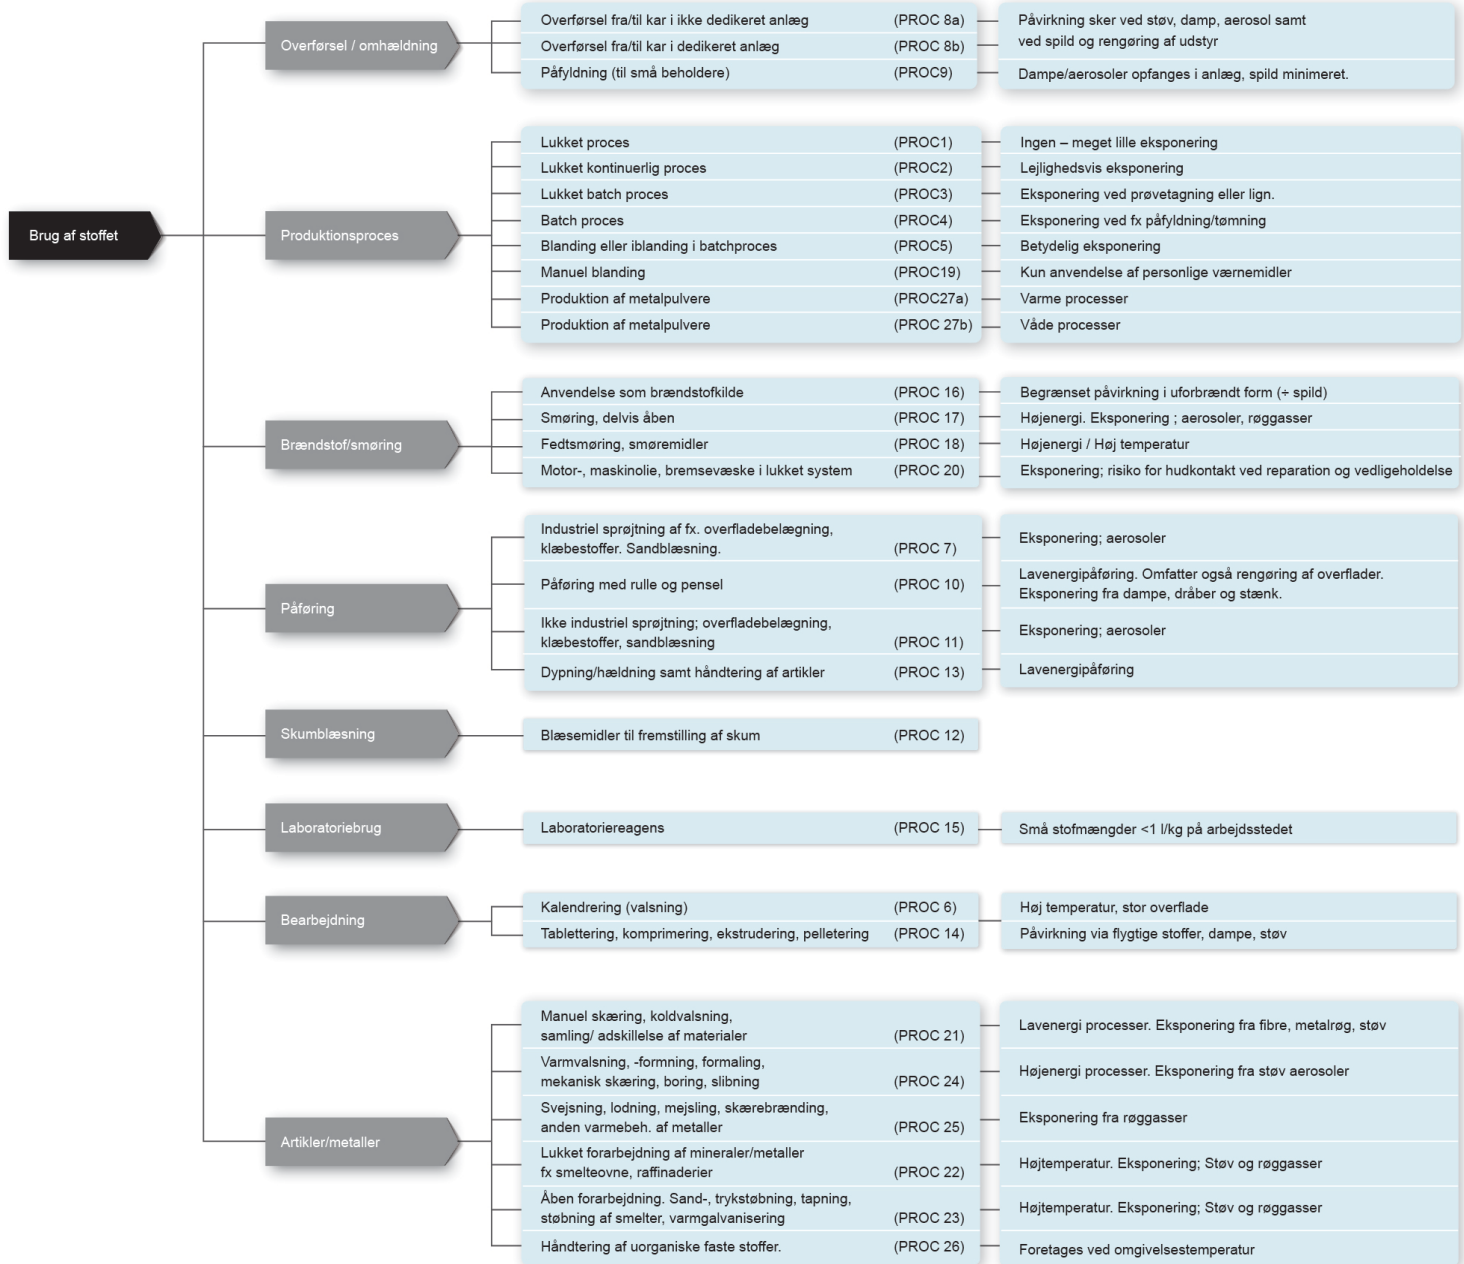 Brug af stoffet
Overførsel / omhældning
Overførsel fra/til kar i ikke dedikeret anlæg (PROC 8a)
Overførsel fra/til kar i dedikeret anlæg (PROC 8b)
Påvirkning sker ved støv, damp, aerosol samt
ved spild og rengøring af udstyr
Påfyldning (til små beholdere) (PROC9) Dampe/aerosoler opfanges i anlæg, spild minimeret.
Produktionsproces
Lukket proces (PROC1) Ingen – meget lille eksponering
Lukket kontinuerlig proces (PROC2) Lejlighedsvis eksponering
Lukket batch proces (PROC3) Eksponering ved prøvetagning eller lign.
Batch proces (PROC4) Eksponering ved fx påfyldning/tømning
Blanding eller iblanding i batchproces (PROC5) Betydelig eksponering
Manuel blanding (PROC19) Kun anvendelse af personlige værnemidler
Produktion af metalpulvere (PROC27a) Varme processer
Produktion af metalpulvere (PROC 27b) Våde processer
Brændstof/smøring
Anvendelse som brændstofkilde (PROC 16) Begrænset påvirkning i uforbrændt form (÷ spild)
Smøring, delvis åben (PROC 17) Højenergi. Eksponering ; aerosoler, røggasser
Fedtsmøring, smøremidler (PROC 18) Højenergi / Høj temperatur
Motor-, maskinolie, bremsevæske i lukket system (PROC 20) Eksponering; risiko for hudkontakt ved reparation og vedligeholdelse
Påføring
Industriel sprøjtning af fx. overfladebelægning,
klæbestoffer. Sandblæsning. (PROC 7) Eksponering; aerosoler
Påføring med rulle og pensel (PROC 10)
Lavenergipåføring. Omfatter også rengøring af overflader.
Eksponering fra dampe, dråber og stænk.
Ikke industriel sprøjtning; overfladebelægning,
klæbestoffer, sandblæsning (PROC 11) Eksponering; aerosoler
Dypning/hældning samt håndtering af artikler (PROC 13) Lavenergipåføring
Skumblæsning
Blæsemidler til fremstilling af skum (PROC 12)
Laboratoriebrug
Laboratoriereagens (PROC 15) Små stofmængder <1 l/kg på arbejdsstedet
Bearbejdning
Kalendrering (valsning) (PROC 6) Høj temperatur, stor overflade
Tablettering, komprimering, ekstrudering, pelletering (PROC 14) Påvirkning via flygtige stoffer, dampe, støv
Artikler/metaller
Manuel skæring, koldvalsning,
samling/ adskillelse af materialer (PROC 21) Lavenergi processer. Eksponering fra fibre, metalrøg, støv
Varmvalsning, -formning, formaling,
mekanisk skæring, boring, slibning (PROC 24) Højenergi processer. Eksponering fra støv aerosoler
Svejsning, lodning, mejsling, skærebrænding,
anden varmebeh. af metaller (PROC 25) Eksponering fra røggasser
Lukket forarbejdning af mineraler/metaller
fx smelteovne, raffinaderier (PROC 22) Højtemperatur. Eksponering; Støv og røggasser
Åben forarbejdning. Sand-, trykstøbning, tapning,
støbning af smelter, varmgalvanisering (PROC 23) Højtemperatur. Eksponering; Støv og røggasser
Håndtering af uorganiske faste stoffer. (PROC 26) Foretages ved omgivelsestemperatur